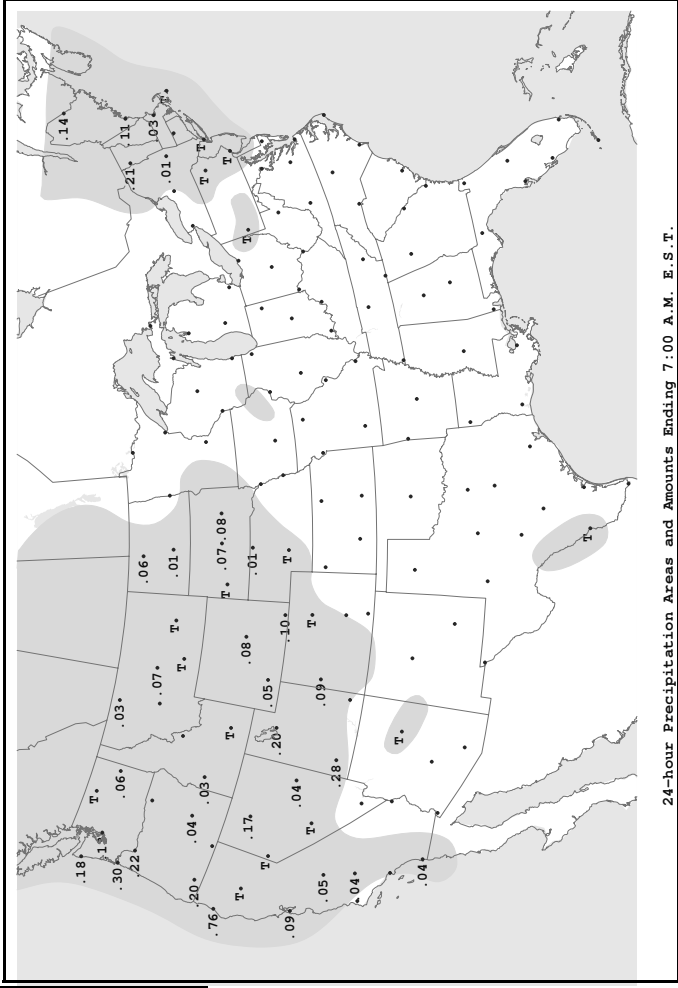 .14
.18
T
1
.30
.03
.06
.11
.21
.22
.06
.03
.07
T
.01
.01
T
T
.04
.20
T
T
.03
.76
.07
.08
T
T
T
T
.08
T
.17
.01
T
.05
.20
.10
T
.09
.04
T
T
.09
.05
.28
.04
T
.04
T
24-hour Precipitation Areas and Amounts Ending 7:00 A.M. E.S.T.